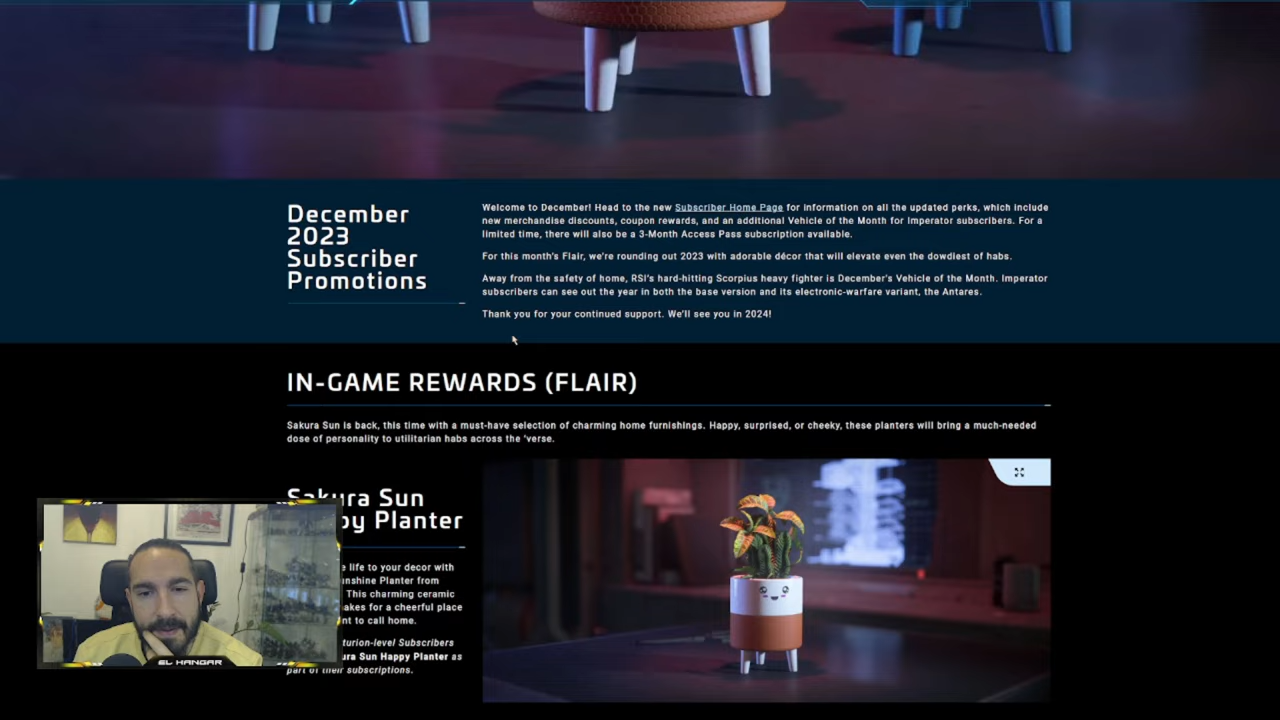 December
2023
Subscriber
Promotions
Welcome to December! Head to the new Subscriber Home Page for information on all the updated perks, which include
new merchandise discounts, coupon rewards, and an additional Vehicle of the Month for Imperator subscribers. For a
limited time, there will also be a 3-Month Access Pass subscription available.
For this month's Flair, we're rounding out 2023 with adorable décor that will elevate even the dowdiest of habs.
Away from the safety of home, RSI's hard-hitting Scorpius heavy fighter is December's Vehicle of the Month. Imperator
subscribers can see out the year in both the base version and its electronic-warfare variant, the Antares.
Thank you for your continued support. We'll see you in 2024!
IN-GAME REWARDS (FLAIR)
Sakura Sun is back, this time with a must-have selection of charming home furnishings. Happy, surprised, or cheeky, these planters will bring a much-needed
dose of personality to utilitarian habs across the 'verse.
Sakura Sun
py Planter
e life to your decor with
unshine Planter from
This charming ceramic
akes for a cheerful place
nt to call home.
turion-level Subscribers
ura Sun Happy Planter as
part of their subscriptions.
EL HANGAR